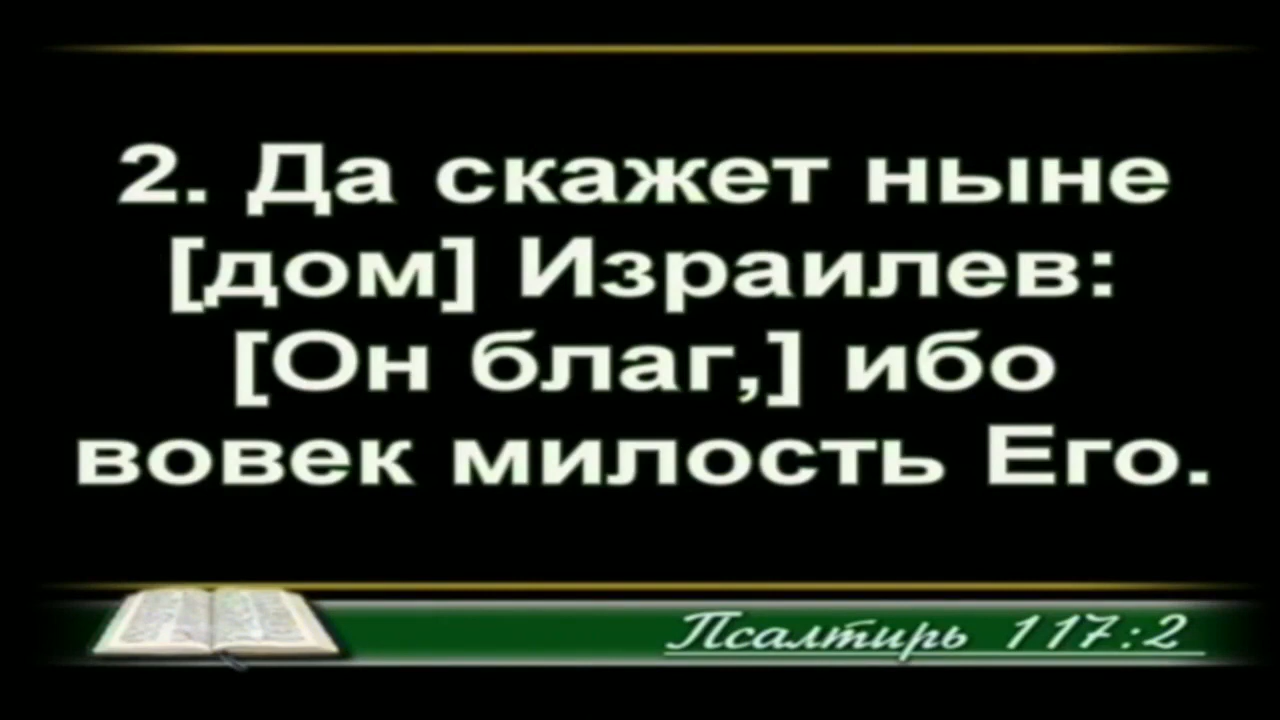 2. Да скажет ныне
[дом] Израилев:
[Он благ,] ибо
вовек милость Его.
Псалтирь 117:2